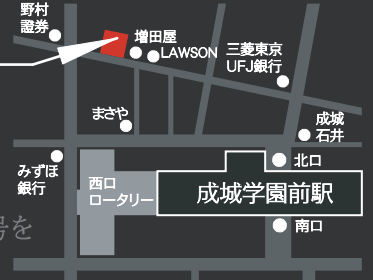 野村
證券
増田屋
LAWSON
三菱東京
UFJ銀行
まさや
成城
石井
みずほ
銀行
西口
ロータリー
北口
成城学園前駅
南口
号を